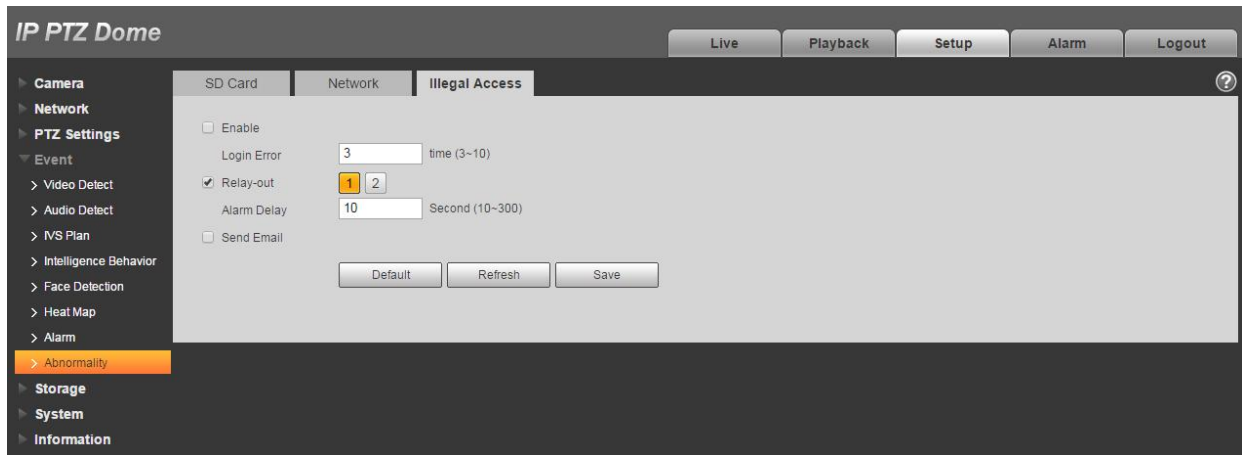 IP PTZ Dome
Live Playback Setup Alarm Logout
Camera
Network
PTZ Settings
Event
> Video Detect
> Audio Detect
> IVS Plan
> Intelligence Behavior
> Face Detection
> Heat Map
> Alarm
> Abnormality
Storage
System
Information
SD Card Network Illegal Access ?
Enable
Login Error 3 time (3~10)
Relay-out 1 2
Alarm Delay 10 Second (10~300)
Send Email
Default Refresh Save